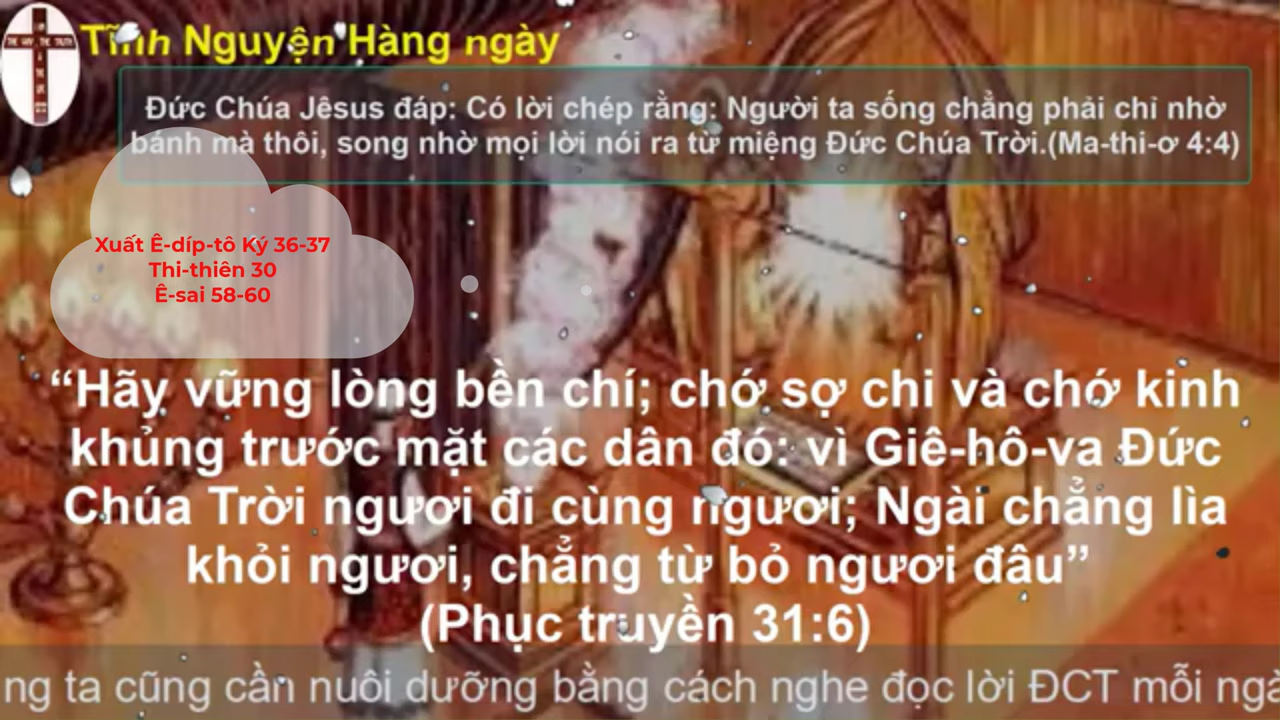 Tĩnh Nguyện Hàng ngày
Đức Chúa Jêsus đáp: Có lời chép rằng: Người ta sống chẳng phải chỉ nhờ
bánh mà thôi, song nhờ mọi lời nói ra từ miệng Đức Chúa Trời.(Ma-thi-ơ 4:4)
Xuất Ê-díp-tô Ký 36-37
Thi-thiên 30
Ê-sai 58-60
“Hãy vững lòng bền chí; chớ sợ chi và chớ kinh
khủng trước mặt các dân đó: vì Giê-hô-va Đức
Chúa Trời ngươi đi cùng ngươi; Ngài chẳng lìa
khỏi ngươi, chẳng từ bỏ ngươi đâu”
(Phục truyền 31:6)
ng ta cũng cần nuôi dưỡng bằng cách nghe đọc lời ĐCT mỗi ngà